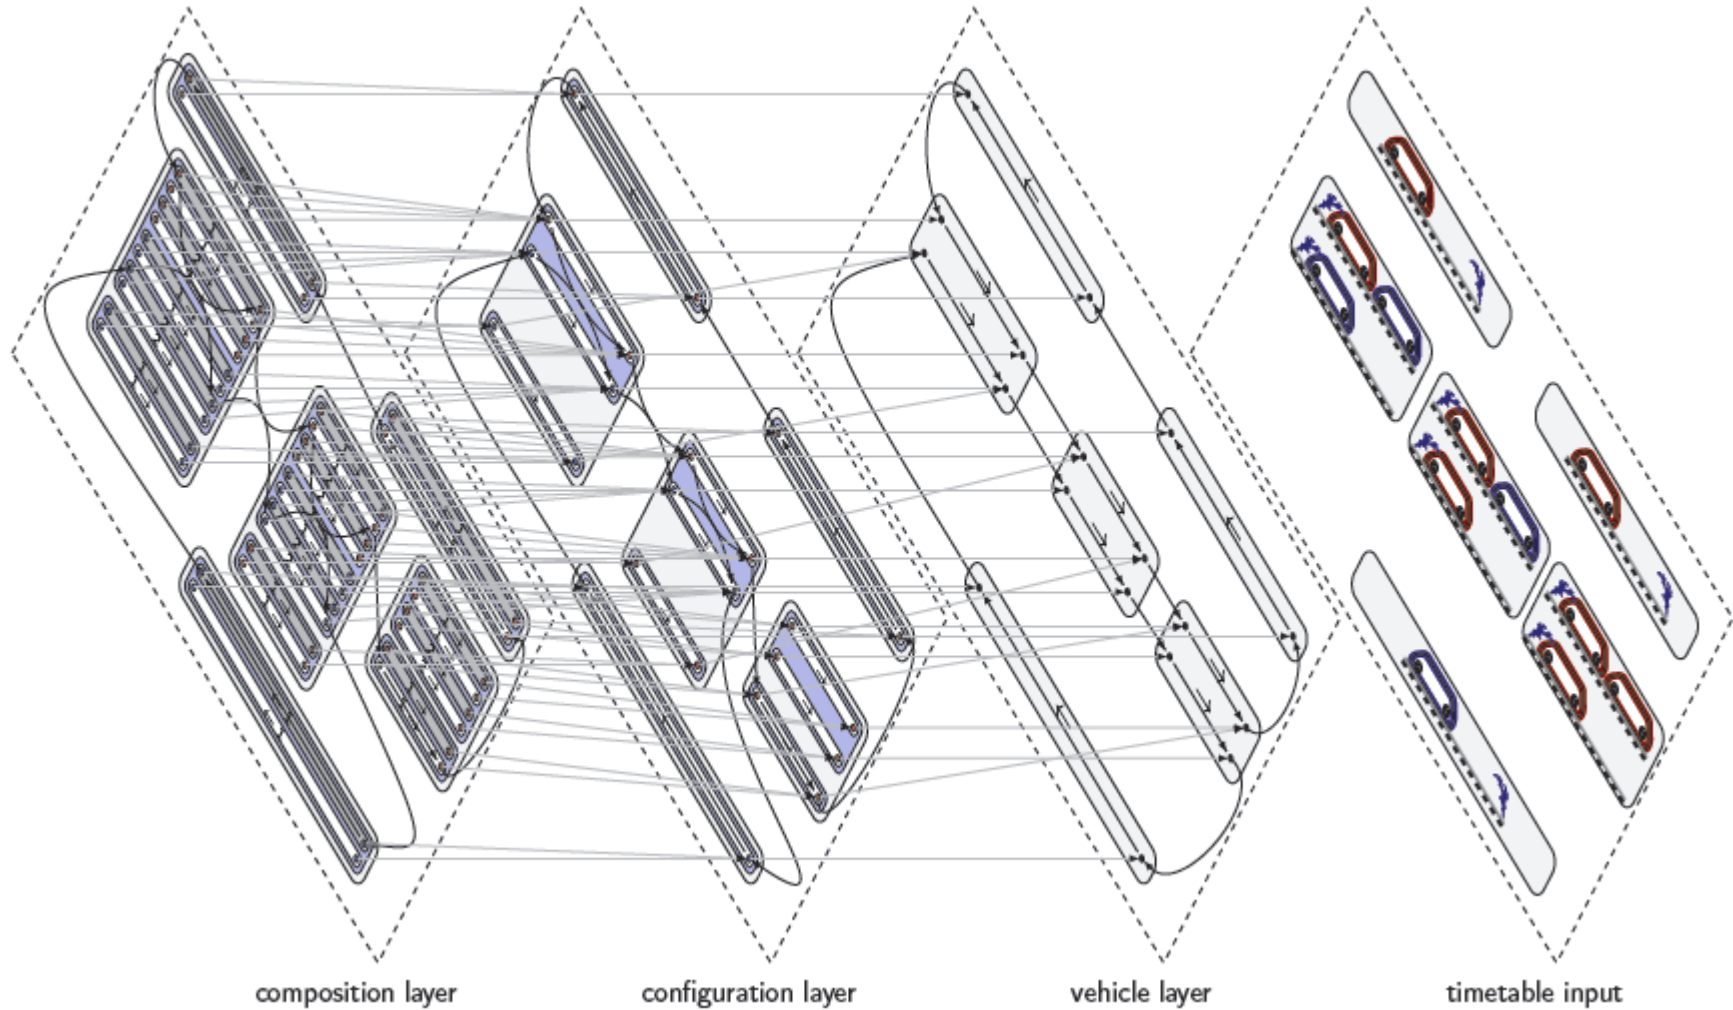 composition layer
configuration layer
vehicle layer
timetable input